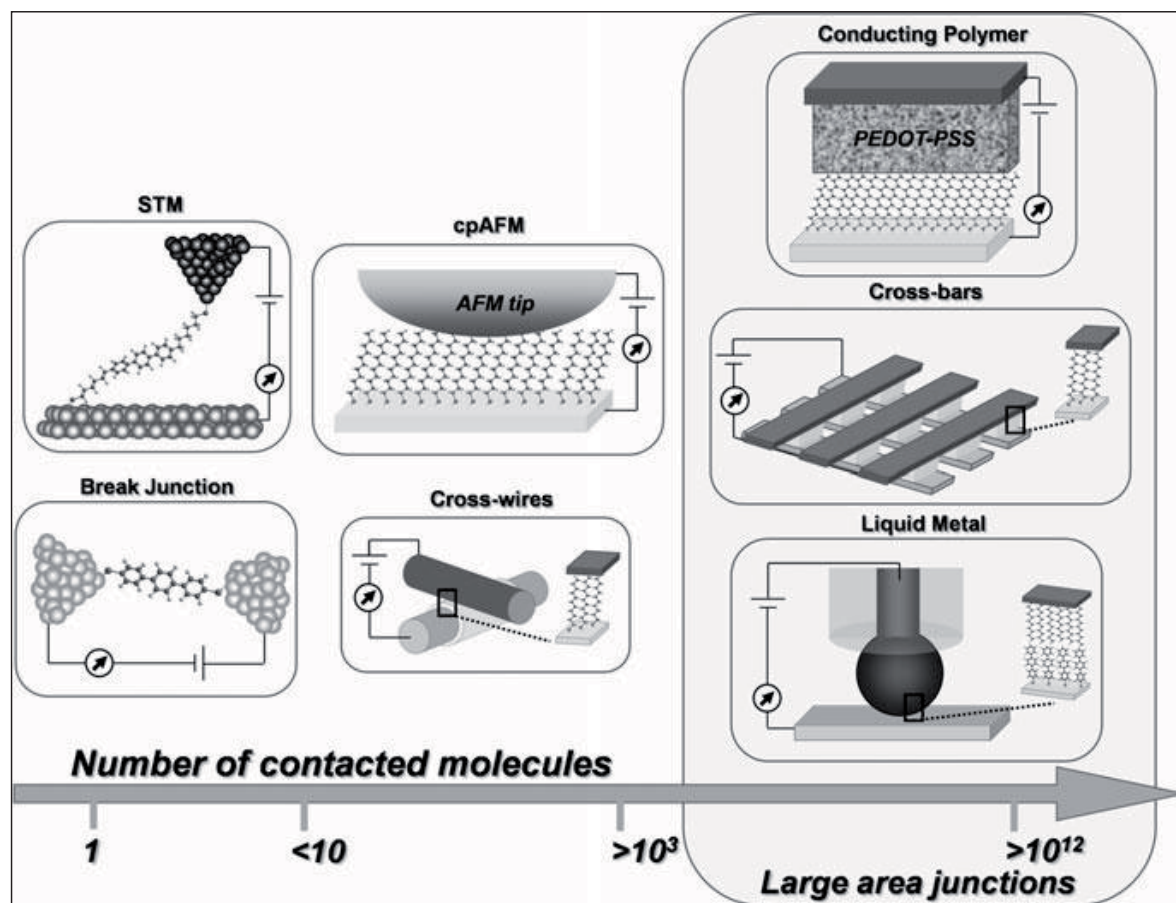 Conducting Polymer
PEDOT-PSS
STM
cpAFM
AFM tip
Cross-bars
Break Junction
Cross-wires
Liquid Metal
Number of contacted molecules
1
<10
>10³
>10¹²
Large area junctions